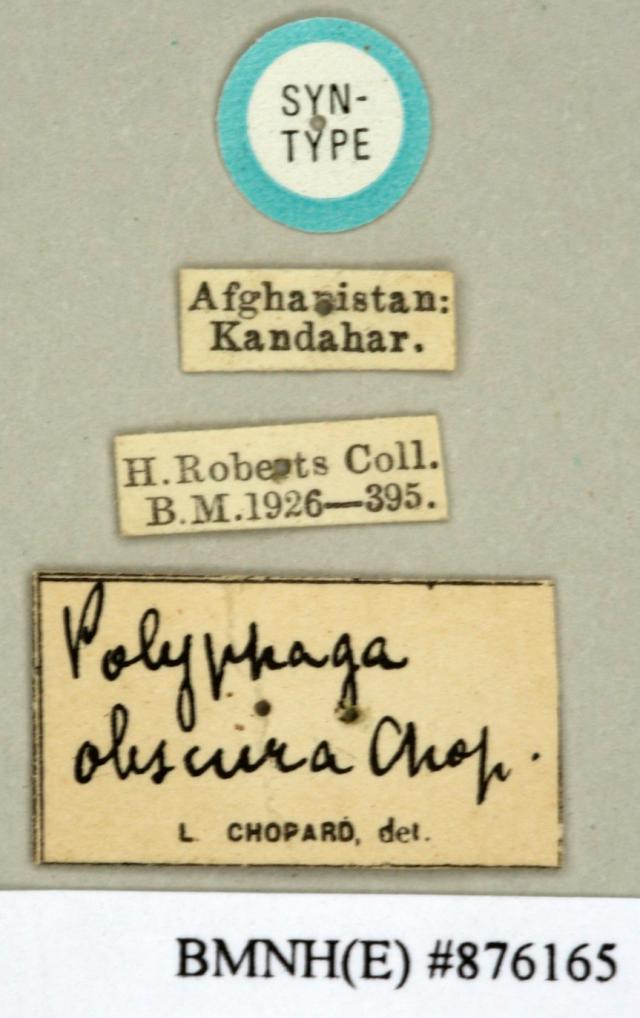 SYN-
TYPE
Afghanistan:
Kandahar.
H. Roberts Coll.
B.M.1926—395.
Polyphaga
obscura Chop.
L. CHOPARD, det.
BMNH(E) #876165